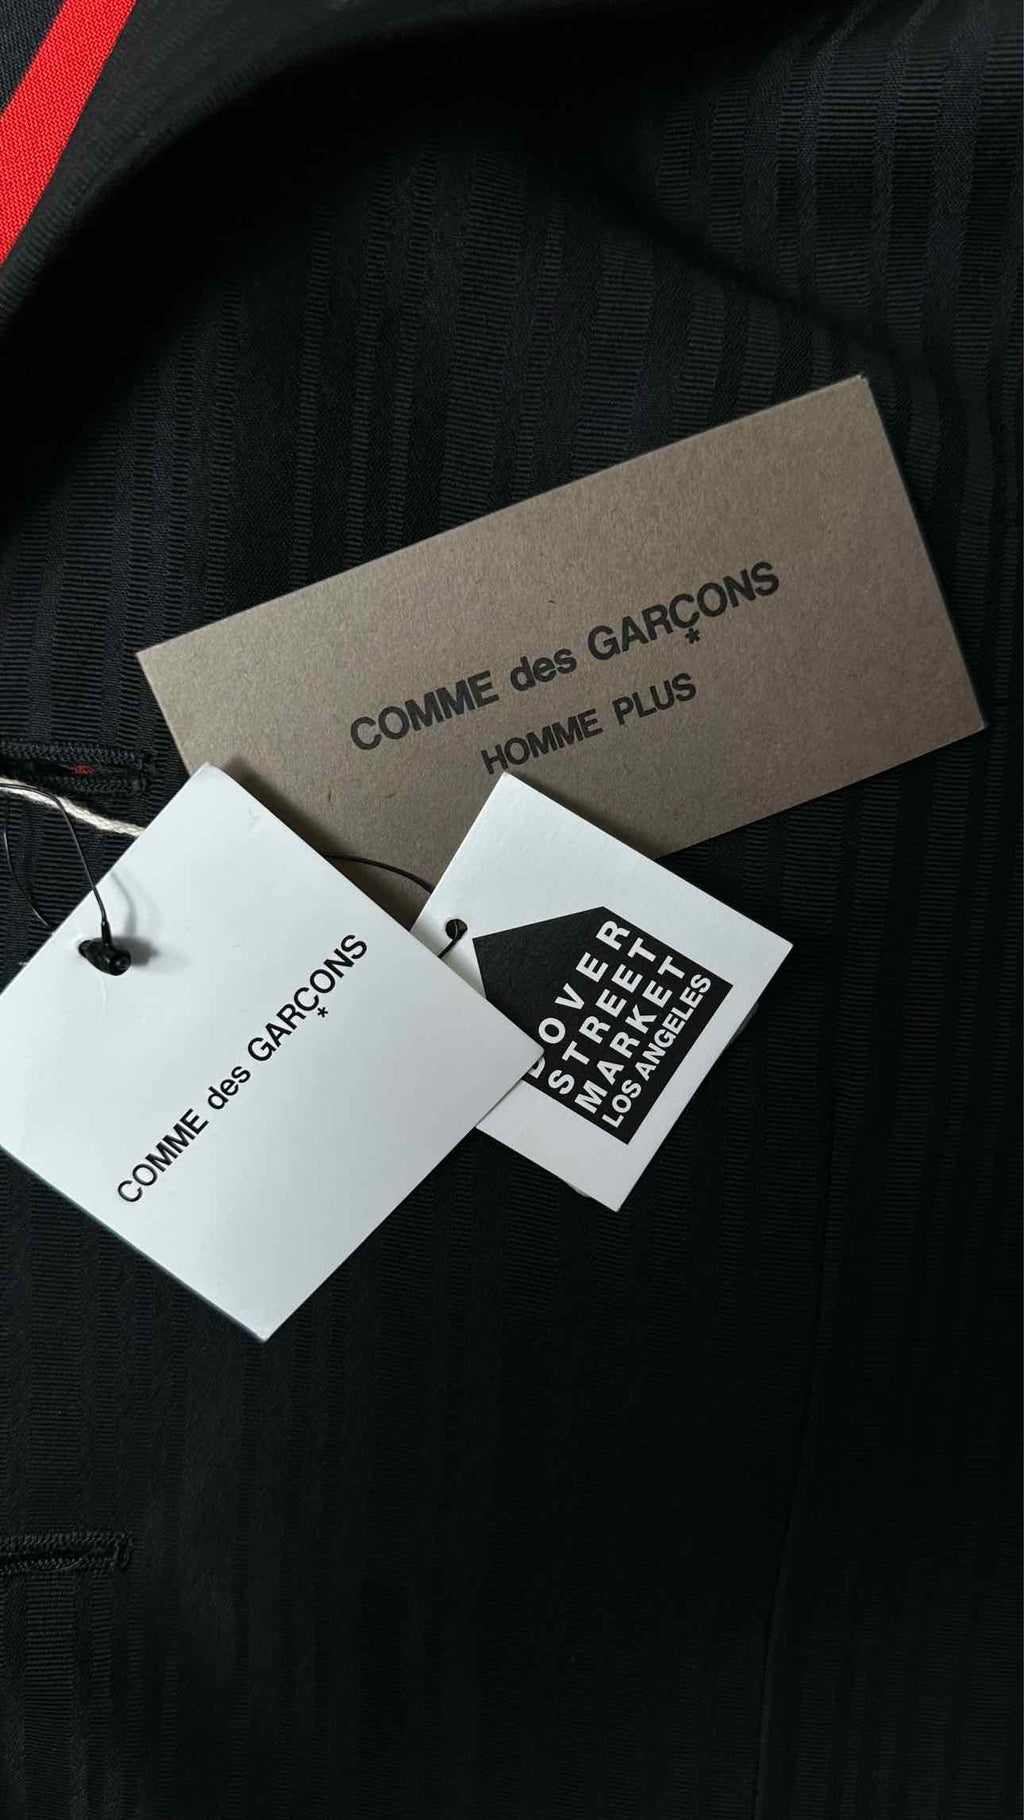 COMME des GARÇONS
*
HOMME PLUS
COMME des GARÇONS
*
DOVER
STREET
MARKET
LOS ANGELES